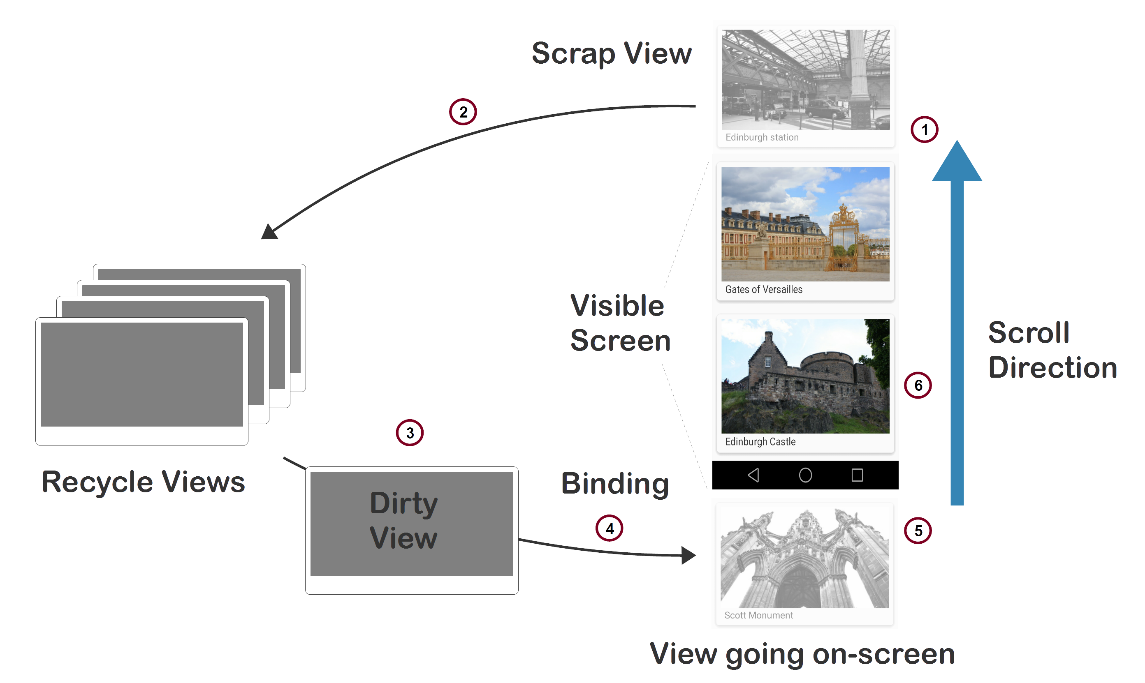 Scrap View
Edinburgh station
1
2
Gates of Versailles
Visible
Screen
Scroll
Direction
Edinburgh Castle
6
3
Recycle Views
Dirty
View
Binding
4
5
Scott Monument
View going on-screen